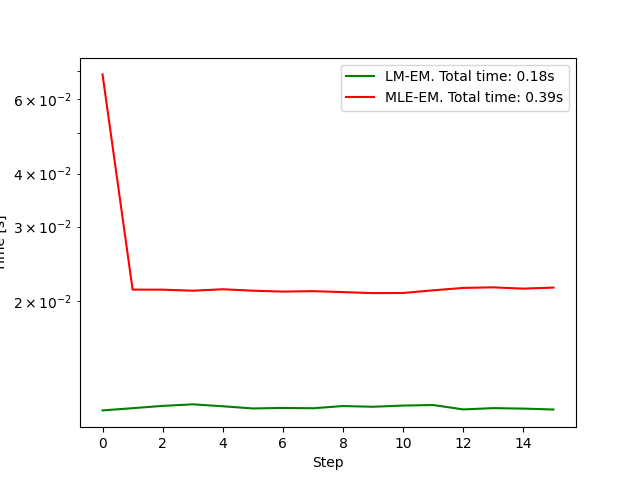 LM-EM. Total time: 0.18s
MLE-EM. Total time: 0.39s
6 × 10⁻²
4 × 10⁻²
3 × 10⁻²
2 × 10⁻²
[s]
0 2 4 6 8 10 12 14
Step